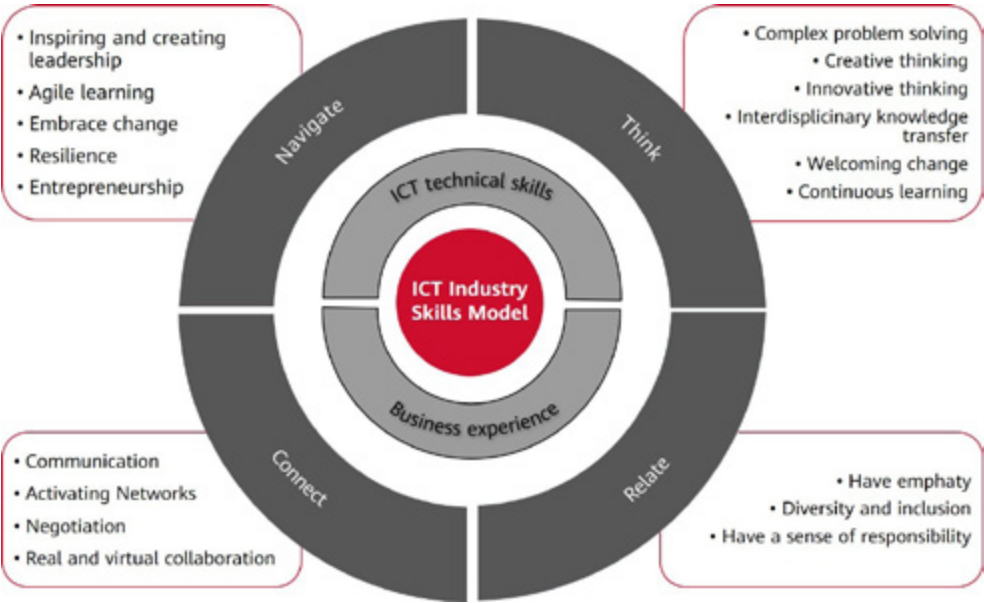 • Inspiring and creating
leadership
• Agile learning
• Embrace change
• Resilience
• Entrepreneurship
• Complex problem solving
• Creative thinking
• Innovative thinking
• Interdisplicinary knowledge
transfer
• Welcoming change
• Continuous learning
Navigate
Think
ICT technical skills
ICT Industry
Skills Model
Business experience
Connect
Relate
• Communication
• Activating Networks
• Negotiation
• Real and virtual collaboration
• Have emphaty
• Diversity and inclusion
• Have a sense of responsibility